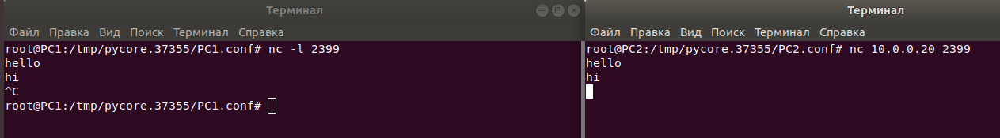 Терминал
Файл Правка Вид Поиск Терминал Справка
root@PC1:/tmp/pycore.37355/PC1.conf# nc -l 2399
hello
hi
^C
root@PC1:/tmp/pycore.37355/PC1.conf#
Терминал
Файл Правка Вид Поиск Терминал Справка
root@PC2:/tmp/pycore.37355/PC2.conf# nc 10.0.0.20 2399
hello
hi